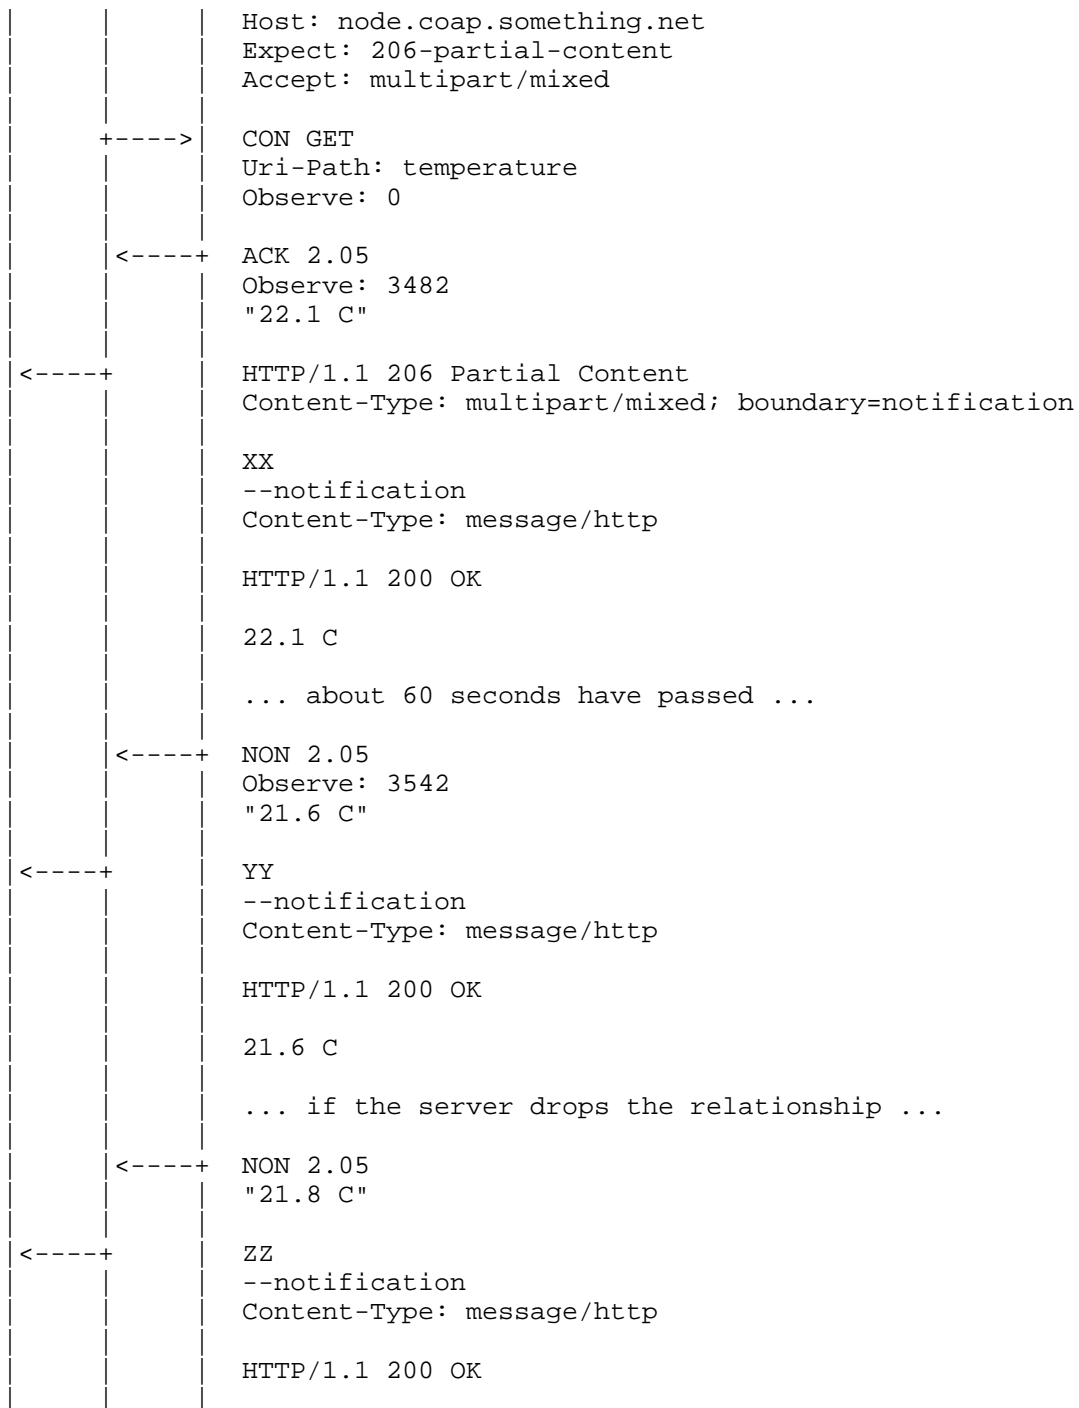 Host: node.coap.something.net
Expect: 206-partial-content
Accept: multipart/mixed
CON GET
Uri-Path: temperature
Observe: 0
ACK 2.05
Observe: 3482
"22.1 C"
HTTP/1.1 206 Partial Content
Content-Type: multipart/mixed; boundary=notification
XX
--notification
Content-Type: message/http
HTTP/1.1 200 OK
22.1 C
... about 60 seconds have passed ...
NON 2.05
Observe: 3542
"21.6 C"
YY
--notification
Content-Type: message/http
HTTP/1.1 200 OK
21.6 C
... if the server drops the relationship ...
NON 2.05
"21.8 C"
ZZ
--notification
Content-Type: message/http
HTTP/1.1 200 OK